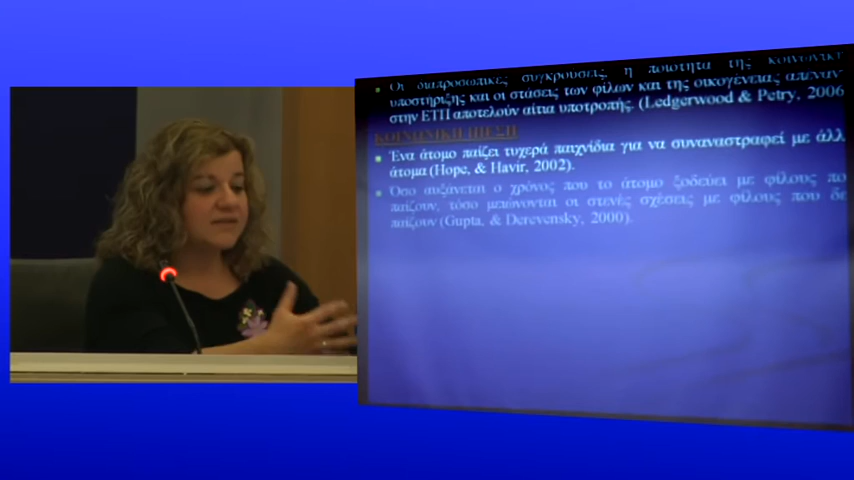 Οι διαπροσωπικές συγκρούσεις, η ποιότητα της κοινωνικής
υποστήριξης και οι στάσεις των φίλων και της οικογένειας απέναν-
στην ΕΤΠ αποτελούν αίτια υποτροπής. (Ledgerwood & Petry, 2006
ΚΟΙΝΩΝΙΚΗ ΠΙΕΣΗ
Ένα άτομο παίζει τυχερά παιχνίδια για να συναναστραφεί με άλλ
άτομα (Hope, & Havir, 2002).
Όσο αυξάνεται ο χρόνος που το άτομο ξοδεύει με φίλους πο
παίζουν, τόσο μειώνονται οι στενές σχέσεις με φίλους που δε
παίζουν (Gupta, & Derevensky, 2000).